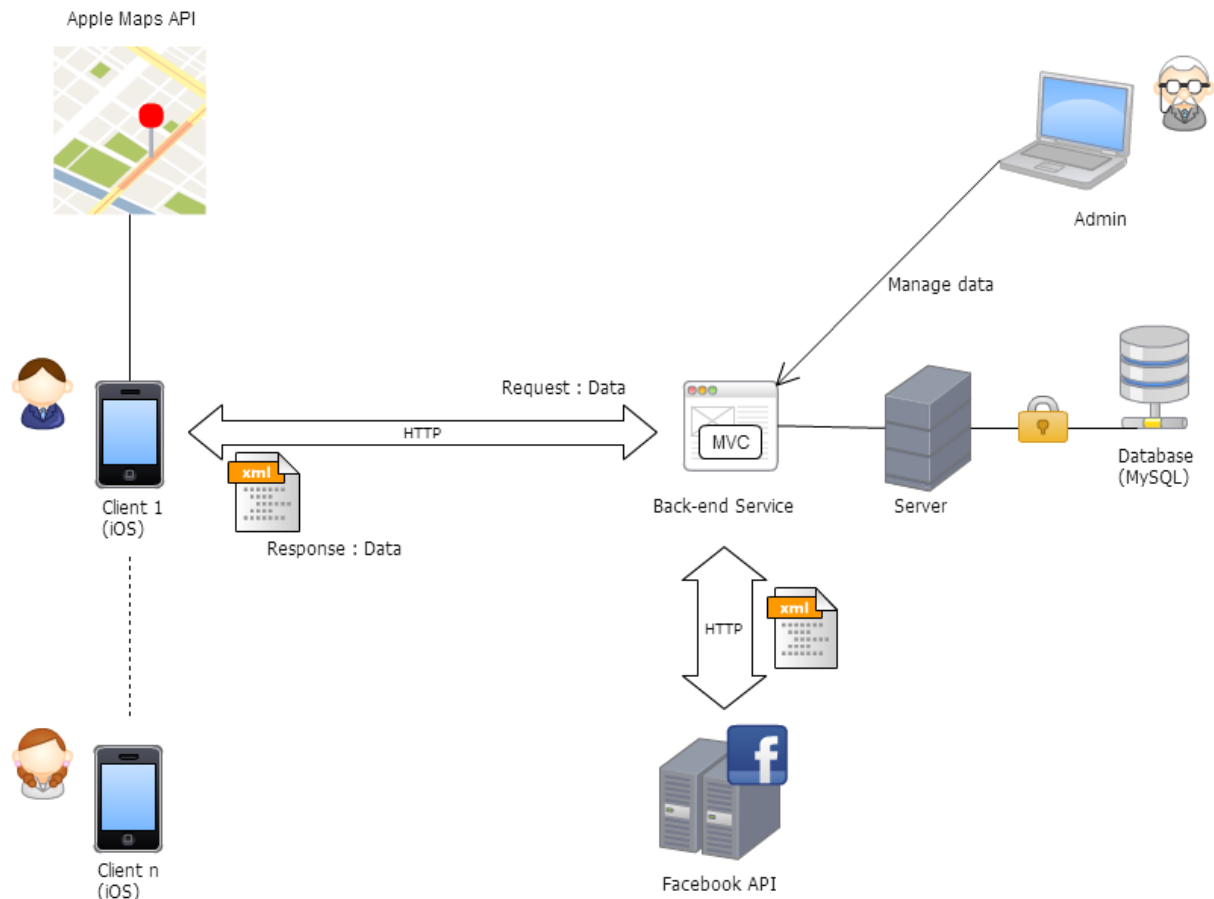 Apple Maps API
Admin
Manage data
Request : Data
HTTP
MVC
xml
Database
(MySQL)
Client 1
(iOS)
Back-end Service
Server
Response : Data
xml
HTTP
f
Client n
(iOS)
Facebook API